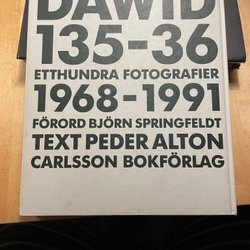 DAWID
135-36
ETTHUNDRA FOTOGRAFIER
1968-1991
FÖRORD BJÖRN SPRINGFELDT
TEXT PEDER ALTON
CARLSSON BOKFÖRLAG